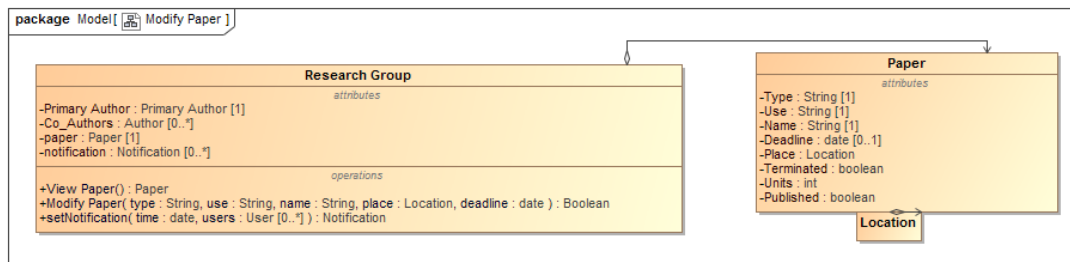 package Model[ Modify Paper ]
Research Group
attributes
-Primary Author : Primary Author [1]
-Co_Authors : Author [0..*]
-paper : Paper [1]
-notification : Notification [0..*]
operations
+View Paper() : Paper
+Modify Paper( type : String, use : String, name : String, place : Location, deadline : date ) : Boolean
+setNotification( time : date, users : User [0..*] ) : Notification
Paper
attributes
-Type : String [1]
-Use : String [1]
-Name : String [1]
-Deadline : date [0..1]
-Place : Location
-Terminated : boolean
-Units : int
-Published : boolean
Location